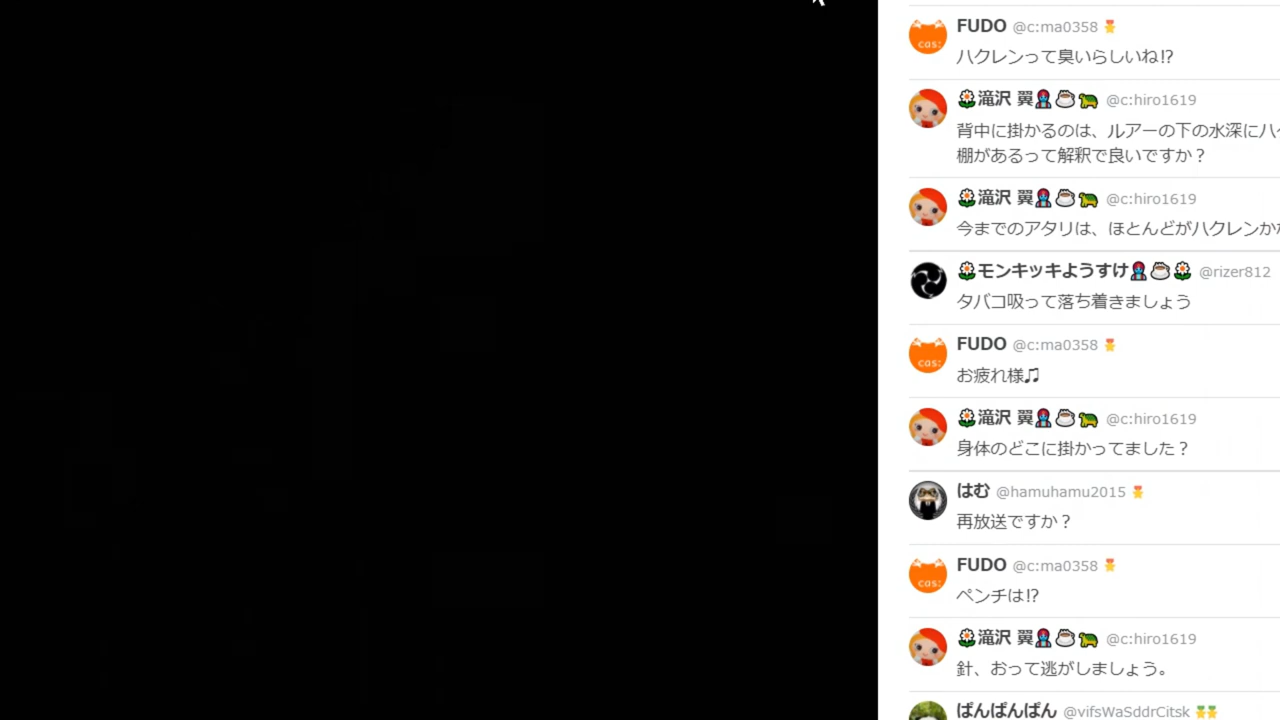 FUDO @c:ma0358
ハクレンって臭いらしいね⁉
滝沢 翼 @c:hiro1619
背中に掛かるのは、ルアーの下の水深にハ
棚があるって解釈で良いですか？
滝沢 翼 @c:hiro1619
今までのアタリは、ほとんどがハクレンか
モンキッキようすけ @rizer812
タバコ吸って落ち着きましょう
FUDO @c:ma0358
お疲れ様♫
滝沢 翼 @c:hiro1619
身体のどこに掛かってました？
はむ @hamuhamu2015
再放送ですか？
FUDO @c:ma0358
ペンチは⁉
滝沢 翼 @c:hiro1619
針、おって逃がしましょう。
ぱんぱんぱん @vifsWaSddrCitsk